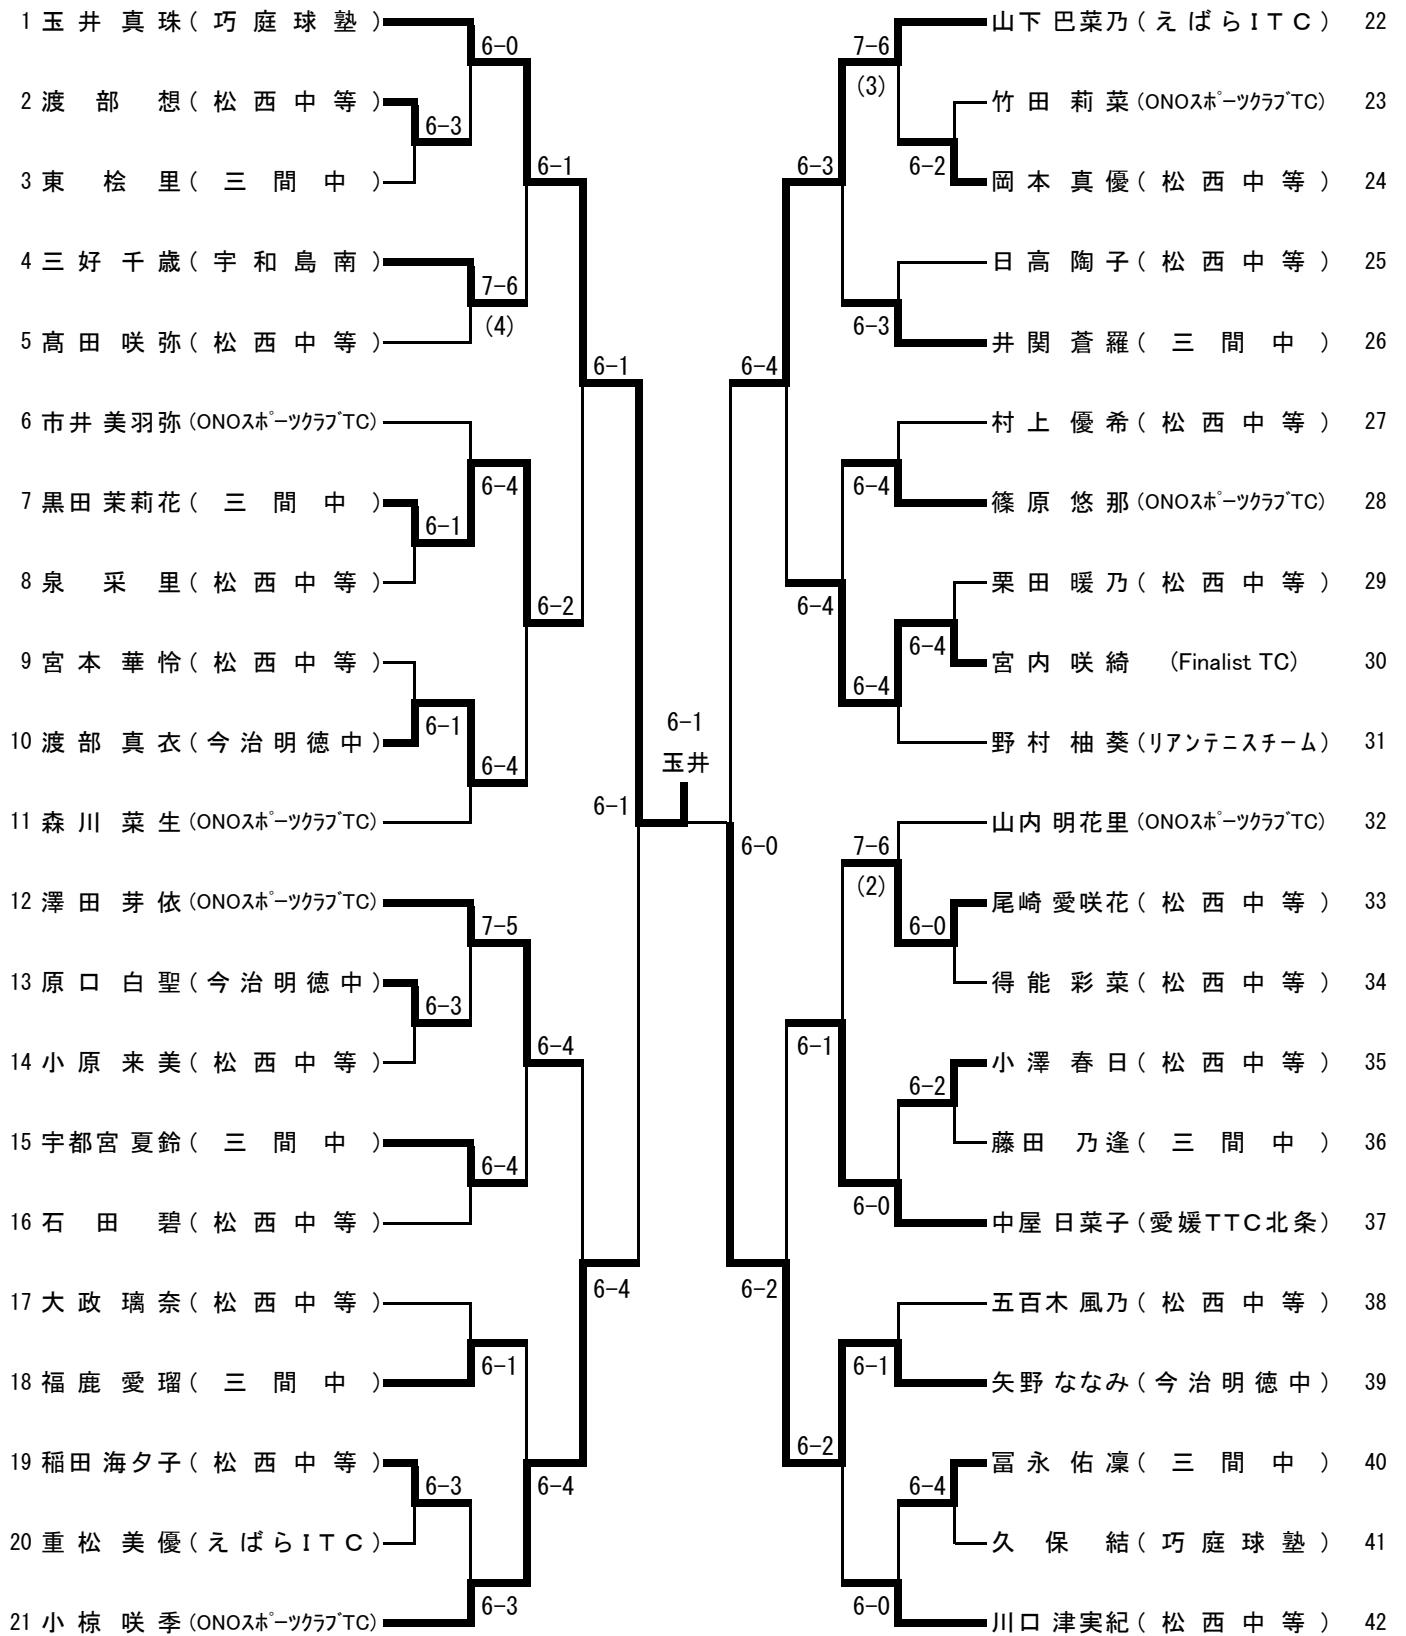 1 玉井 真珠 (巧庭球塾)
6-0
2 渡部 想 (松西中等)
6-3
3 東 桧里 (三間中)
6-1
4 三好千歳 (宇和島南)
7-6
(4)
5 髙田咲弥 (松西中等)
6-1
6 市井 美羽弥 (ONOスポーツクラブTC)
6-4
7 黒田 茉莉花 (三間中)
6-1
8 泉 采里 (松西中等)
6-2
9 宮本華怜 (松西中等)
6-1
10 渡部真衣 (今治明徳中)
6-4
11 森川菜生 (ONOスポーツクラブTC)
6-1
12 澤田芽依 (ONOスポーツクラブTC)
7-5
13 原口白聖 (今治明徳中)
6-3
14 小原来美 (松西中等)
6-4
15 宇都宮 夏鈴 (三間中)
6-4
16 石田 碧 (松西中等)
6-4
17 大政璃奈 (松西中等)
6-1
18 福鹿愛瑠 (三間中)
19 稲田 海夕子 (松西中等)
6-3
6-4
20 重松美優 (えばらITC)
6-3
21 小椋咲季 (ONOスポーツクラブTC)
6-1
玉井
山下 巴菜乃 (えばらITC) 22
7-6
(3)
竹田莉菜 (ONOスポーツクラブTC) 23
6-2
岡本真優 (松西中等) 24
6-3
日高陶子 (松西中等) 25
6-3
井関蒼羅 (三間中) 26
6-4
村上優希 (松西中等) 27
6-4
篠原悠那 (ONOスポーツクラブTC) 28
栗田暖乃 (松西中等) 29
6-4
6-4
宮内咲綺 (Finalist TC) 30
6-4
野村柚葵 (リアンテニスチーム) 31
山内 明花里 (ONOスポーツクラブTC) 32
7-6
(2)
6-0
尾崎 愛咲花 (松西中等) 33
6-0
得能彩菜 (松西中等) 34
6-1
小澤春日 (松西中等) 35
6-2
藤田 乃逢 (三間中) 36
6-0
中屋 日菜子 (愛媛TTC北条) 37
6-2
五百木 風乃 (松西中等) 38
6-1
矢野 ななみ (今治明徳中) 39
6-2
冨永佑凜 (三間中) 40
6-4
久保 結 (巧庭球塾) 41
6-0
川口 津実紀 (松西中等) 42